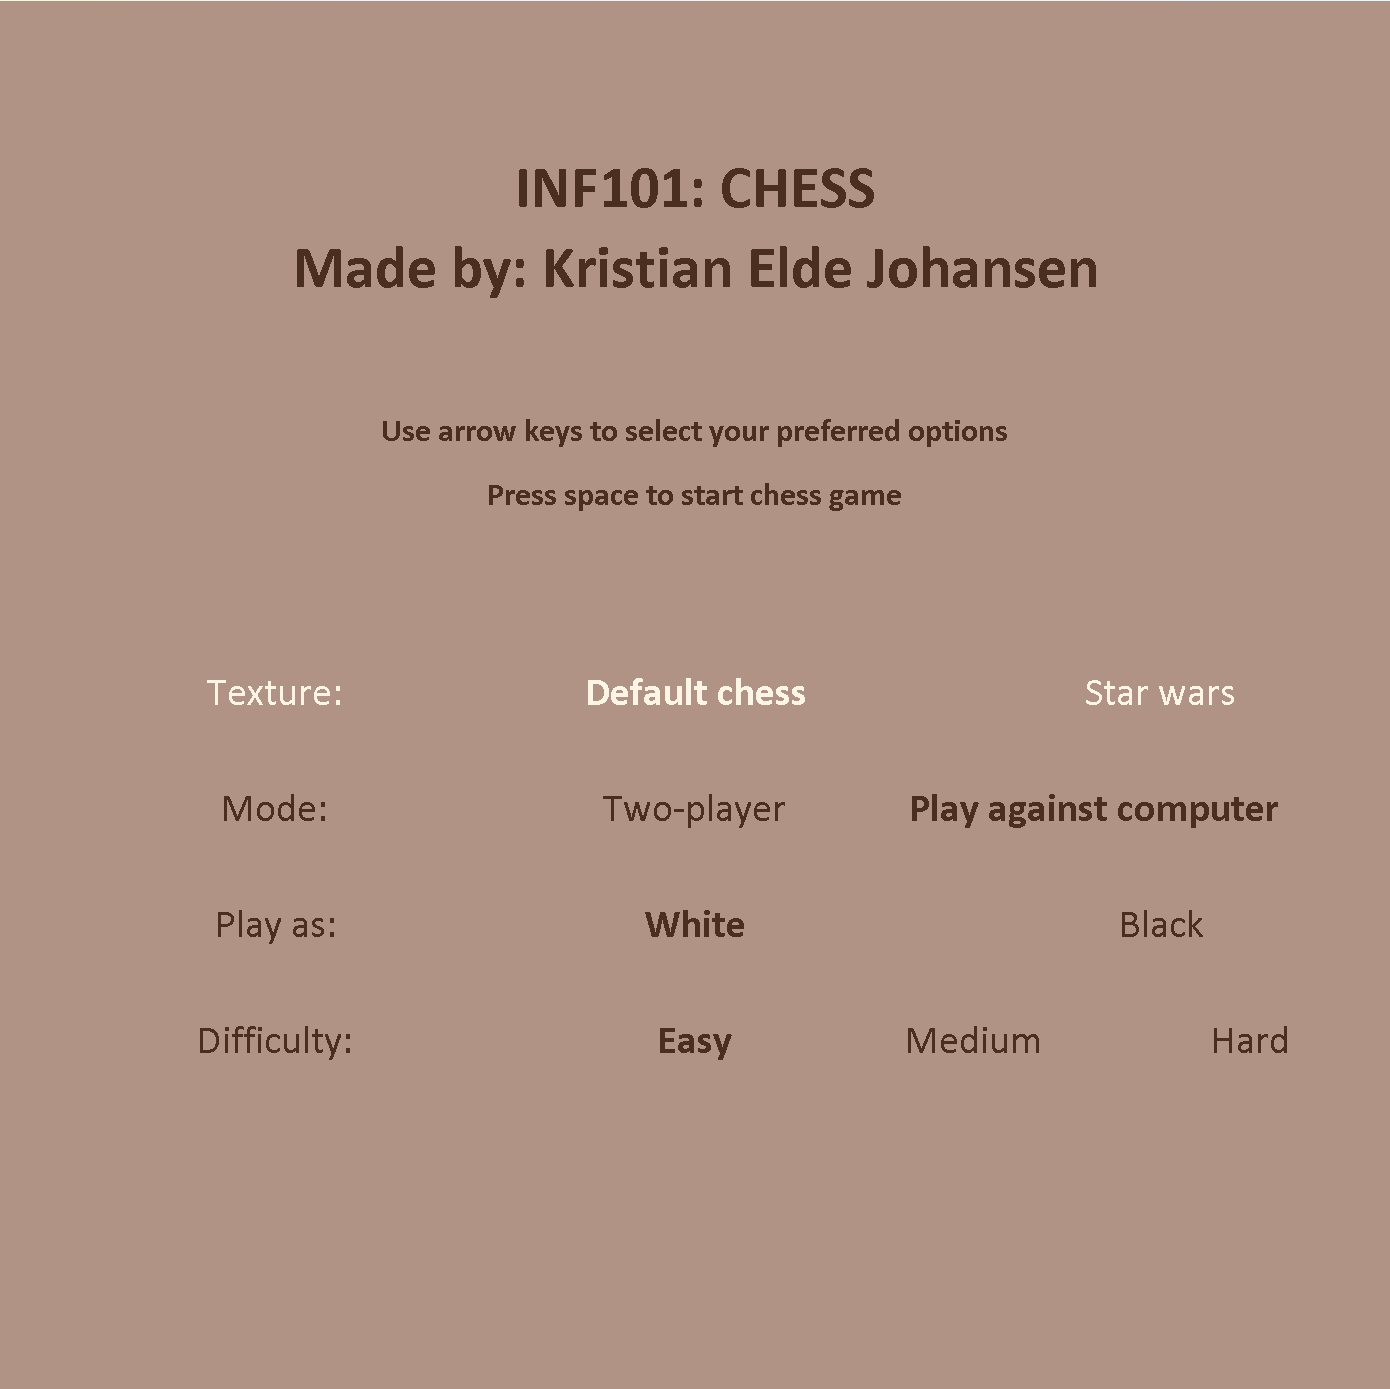 INF101: CHESS
Made by: Kristian Elde Johansen
Use arrow keys to select your preferred options
Press space to start chess game
Texture: Default chess Star wars
Mode: Two-player Play against computer
Play as: White Black
Difficulty: Easy Medium Hard